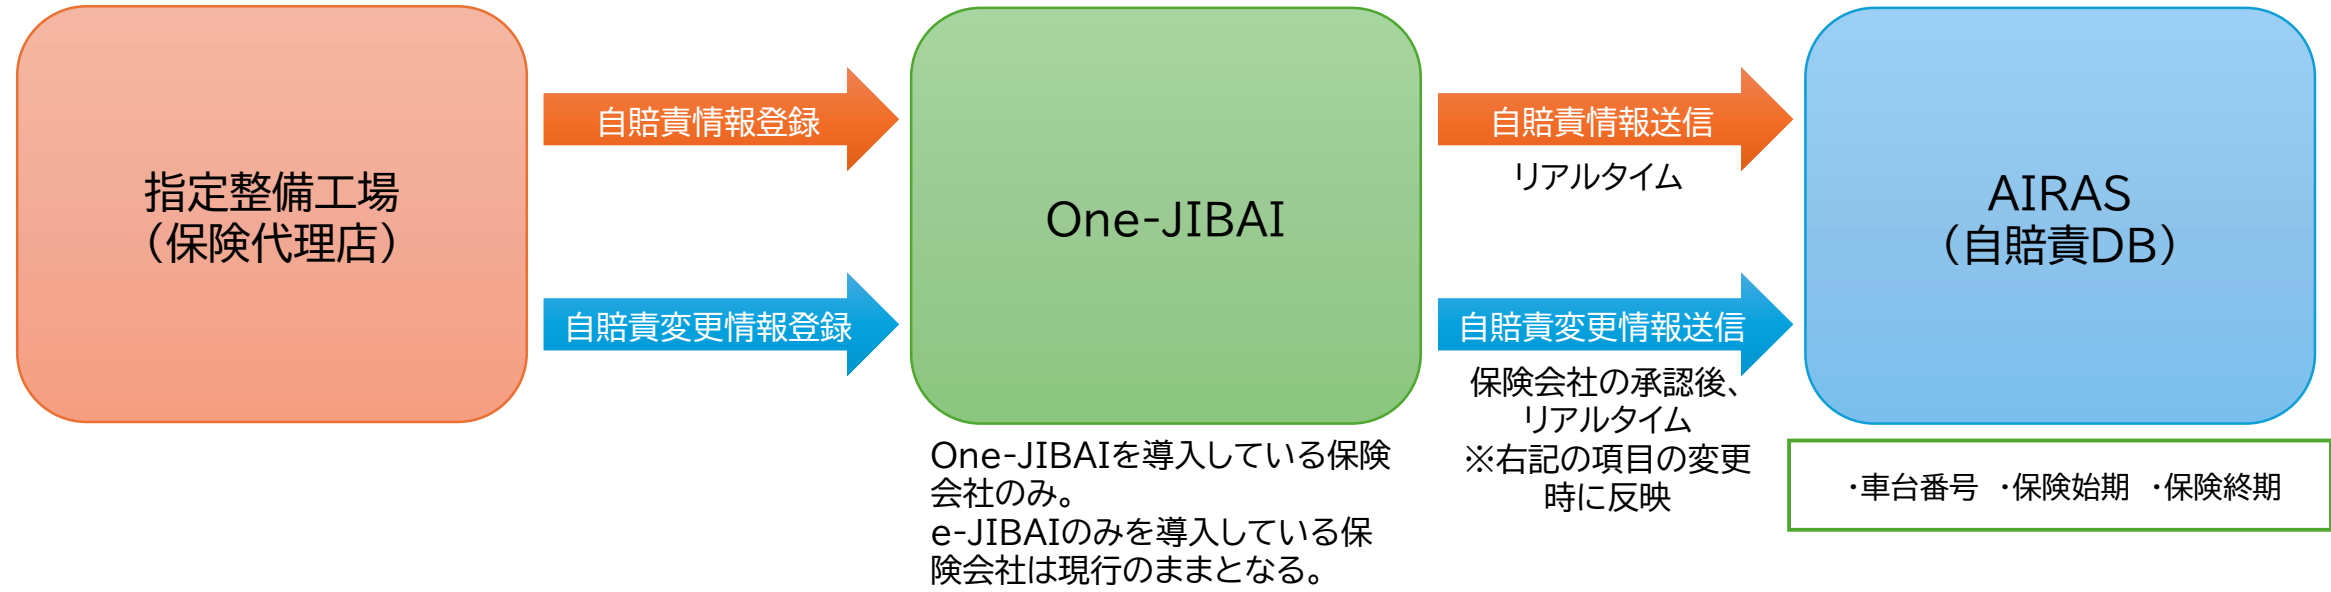 指定整備工場
（保険代理店）
自賠責情報登録
自賠責変更情報登録
One-JIBAI
One-JIBAIを導入している保険
会社のみ。
e-JIBAIのみを導入している保
険会社は現行のままとなる。
自賠責情報送信
リアルタイム
自賠責変更情報送信
保険会社の承認後、
リアルタイム
※右記の項目の変更
時に反映
AIRAS
（自賠責DB）
・車台番号　・保険始期　・保険終期